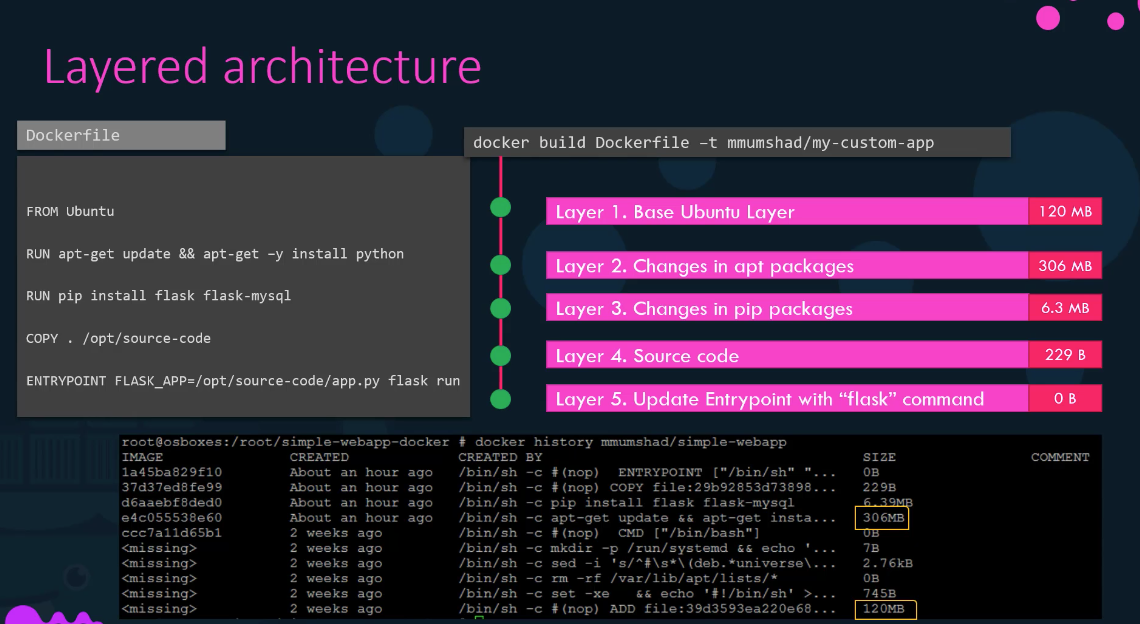 Layered architecture
Dockerfile
FROM Ubuntu
RUN apt-get update && apt-get –y install python
RUN pip install flask flask-mysql
COPY . /opt/source-code
ENTRYPOINT FLASK_APP=/opt/source-code/app.py flask run
docker build Dockerfile –t mmumshad/my-custom-app
Layer 1. Base Ubuntu Layer 120 MB
Layer 2. Changes in apt packages 306 MB
Layer 3. Changes in pip packages 6.3 MB
Layer 4. Source code 229 B
Layer 5. Update Entrypoint with “flask” command 0 B
root@osboxes:/root/simple-webapp-docker # docker history mmumshad/simple-webapp
IMAGE CREATED CREATED BY SIZE COMMENT
1a45ba829f10 About an hour ago /bin/sh -c #(nop) ENTRYPOINT ["/bin/sh" "... 0B
37d37ed8fe99 About an hour ago /bin/sh -c #(nop) COPY file:29b92853d73898... 229B
d6aaebf8ded0 About an hour ago /bin/sh -c pip install flask flask-mysql 6.39MB
e4c055538e60 About an hour ago /bin/sh -c apt-get update && apt-get insta... 306MB
ccc7a11d65b1 2 weeks ago /bin/sh -c #(nop) CMD ["/bin/bash"] 0B
<missing> 2 weeks ago /bin/sh -c mkdir -p /run/systemd && echo '... 7B
<missing> 2 weeks ago /bin/sh -c sed -i 's/^#\s*\(deb.*universe\... 2.76kB
<missing> 2 weeks ago /bin/sh -c rm -rf /var/lib/apt/lists/* 0B
<missing> 2 weeks ago /bin/sh -c set -xe && echo '#!/bin/sh' >... 745B
<missing> 2 weeks ago /bin/sh -c #(nop) ADD file:39d3593ea220e68... 120MB